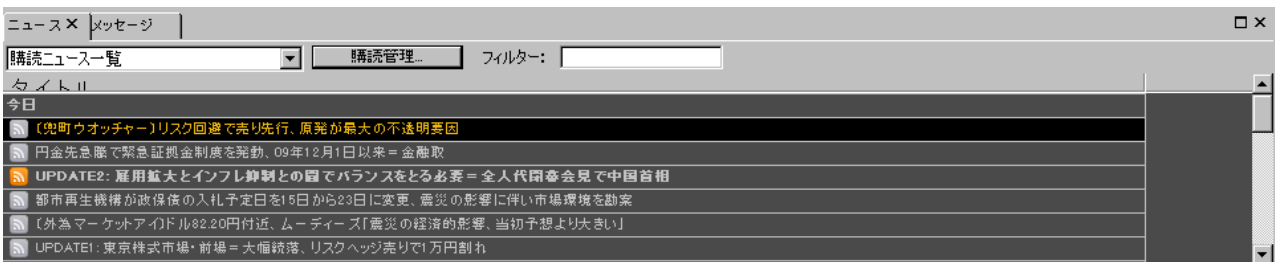 ニュース メッセージ
購読ニュース一覧 購読管理... フィルター:
タイトル
今日
〔兜町ウオッチャー〕リスク回避で売り先行、原発が最大の不透明要因
円金先急騰で緊急証拠金制度を発動、09年12月1日以来=金融取
UPDATE2: 雇用拡大とインフレ抑制との間でバランスをとる必要=全人代閉幕会見で中国首相
都市再生機構が政保債の入札予定日を15日から23日に変更、震災の影響に伴い市場環境を勘案
〔外為マーケットアイ〕ドル82.20円付近、ムーディーズ「震災の経済的影響、当初予想より大きい」
UPDATE1: 東京株式市場・前場=大幅続落、リスクヘッジ売りで1万円割れ